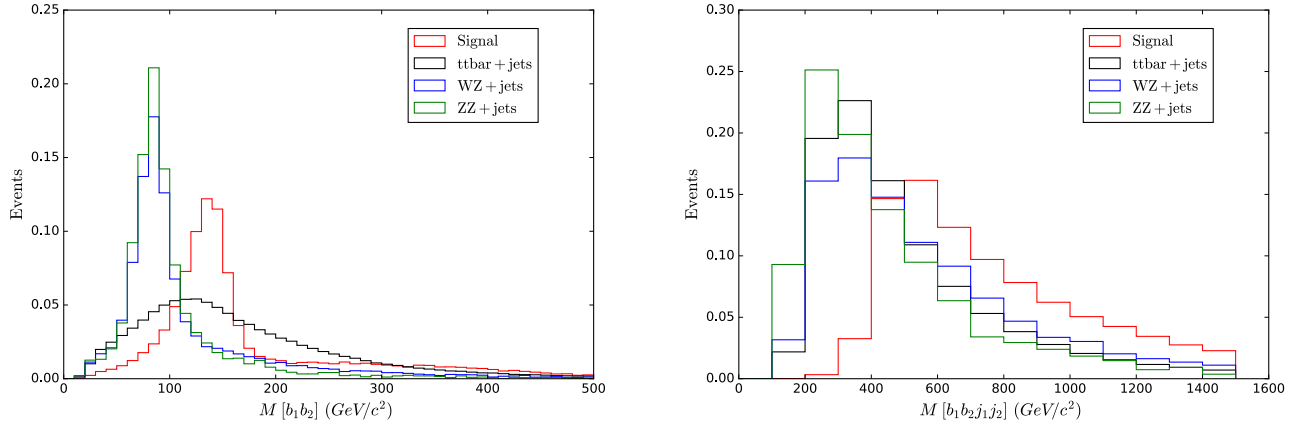 0.25
0.20
0.15
0.10
0.05
0.00
Events
0 100 200 300 400 500
M [b₁b₂] (GeV/c²)
Signal
ttbar + jets
WZ + jets
ZZ + jets
0.30
0.25
0.20
0.15
0.10
0.05
0.00
Events
0 200 400 600 800 1000 1200 1400 1600
M [b₁b₂j₁j₂] (GeV/c²)
Signal
ttbar + jets
WZ + jets
ZZ + jets